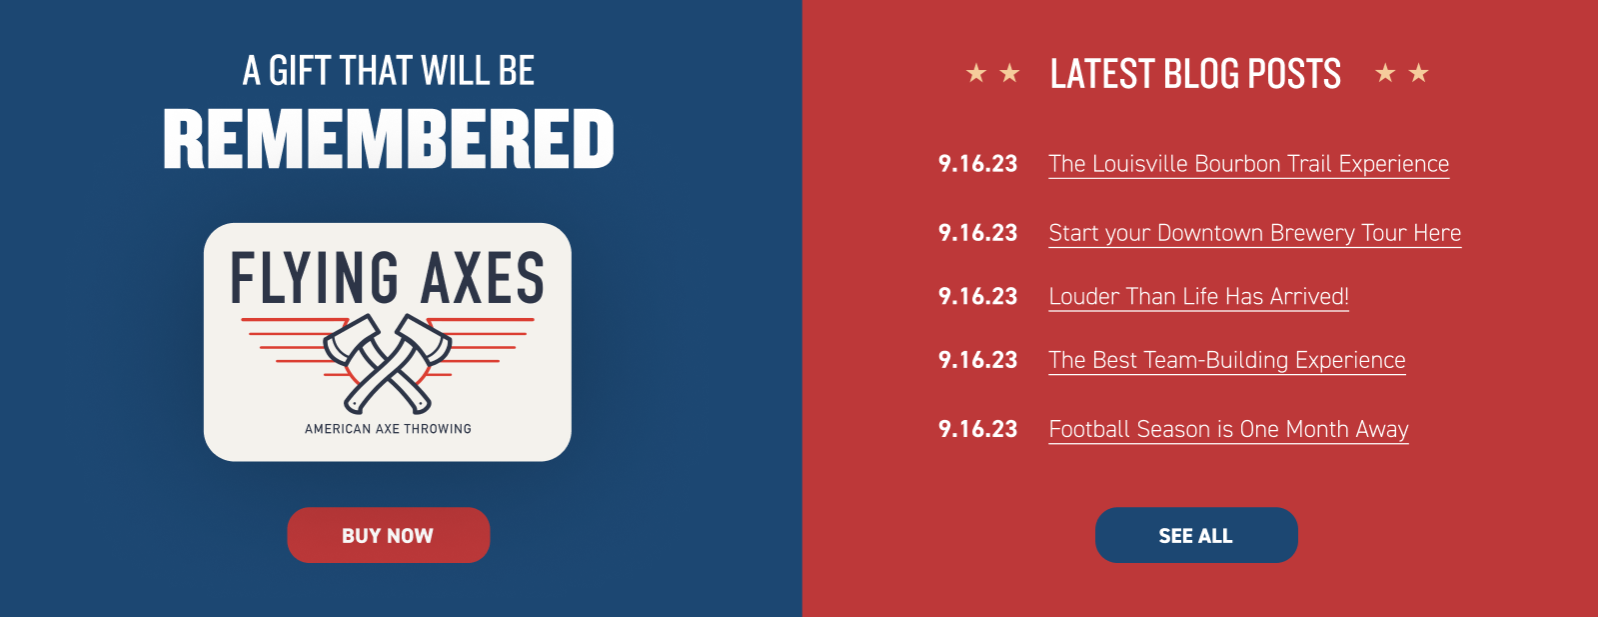 A GIFT THAT WILL BE
REMEMBERED
FLYING AXES
AMERICAN AXE THROWING
BUY NOW
LATEST BLOG POSTS
9.16.23 The Louisville Bourbon Trail Experience
9.16.23 Start your Downtown Brewery Tour Here
9.16.23 Louder Than Life Has Arrived!
9.16.23 The Best Team-Building Experience
9.16.23 Football Season is One Month Away
SEE ALL